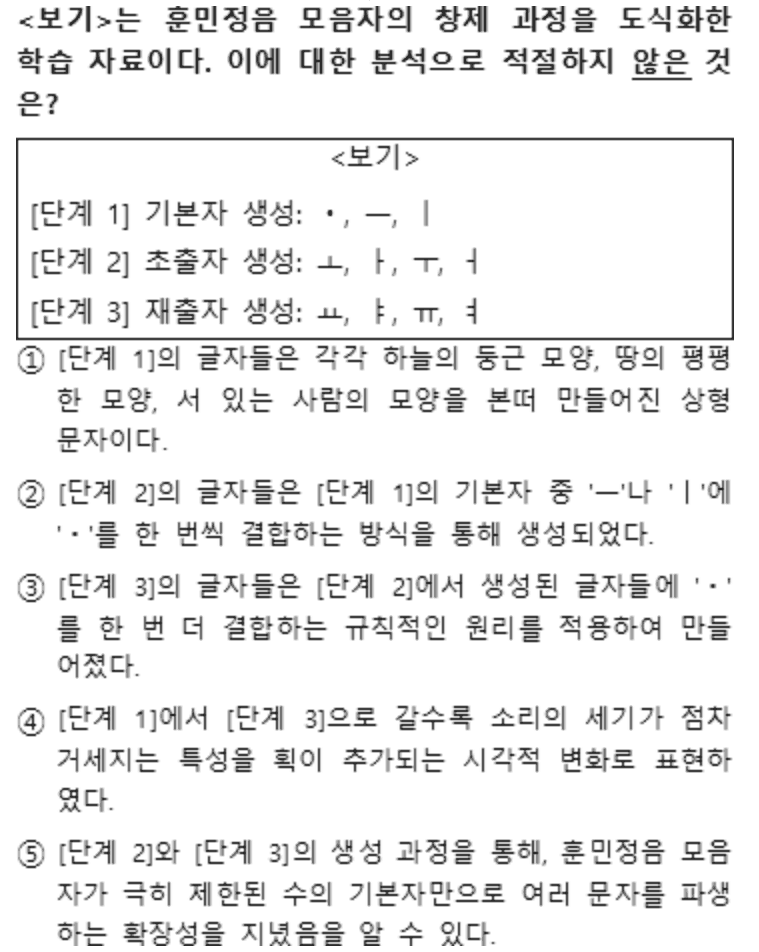 <보기>는 훈민정음 모음자의 창제 과정을 도식화한
학습 자료이다. 이에 대한 분석으로 적절하지 않은 것
은?
<보기>
[단계 1] 기본자 생성: ㆍ, ㅡ, ㅣ
[단계 2] 초출자 생성: ㅗ, ㅏ, ㅜ, ㅓ
[단계 3] 재출자 생성: ㅛ, ㅑ, ㅠ, ㅕ
① [단계 1]의 글자들은 각각 하늘의 둥근 모양, 땅의 평평
한 모양, 서 있는 사람의 모양을 본떠 만들어진 상형
문자이다.
② [단계 2]의 글자들은 [단계 1]의 기본자 중 'ㅡ'나 'ㅣ'에
'ㆍ'를 한 번씩 결합하는 방식을 통해 생성되었다.
③ [단계 3]의 글자들은 [단계 2]에서 생성된 글자들에 'ㆍ'
를 한 번 더 결합하는 규칙적인 원리를 적용하여 만들
어졌다.
④ [단계 1]에서 [단계 3]으로 갈수록 소리의 세기가 점차
거세지는 특성을 획이 추가되는 시각적 변화로 표현하
였다.
⑤ [단계 2]와 [단계 3]의 생성 과정을 통해, 훈민정음 모음
자가 극히 제한된 수의 기본자만으로 여러 문자를 파생
하는 확장성을 지녔음을 알 수 있다.